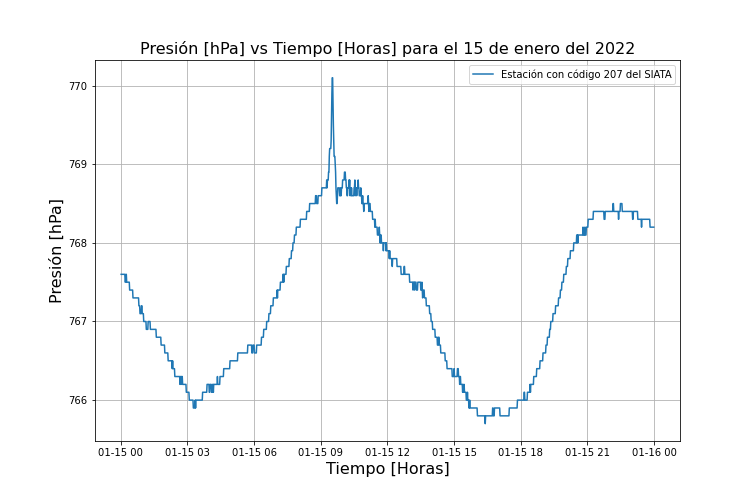 Presión [hPa] vs Tiempo [Horas] para el 15 de enero del 2022
Estación con código 207 del SIATA
Presión [hPa]
770
769
768
767
766
01-15 00 01-15 03 01-15 06 01-15 09 01-15 12 01-15 15 01-15 18 01-15 21 01-16 00
Tiempo [Horas]